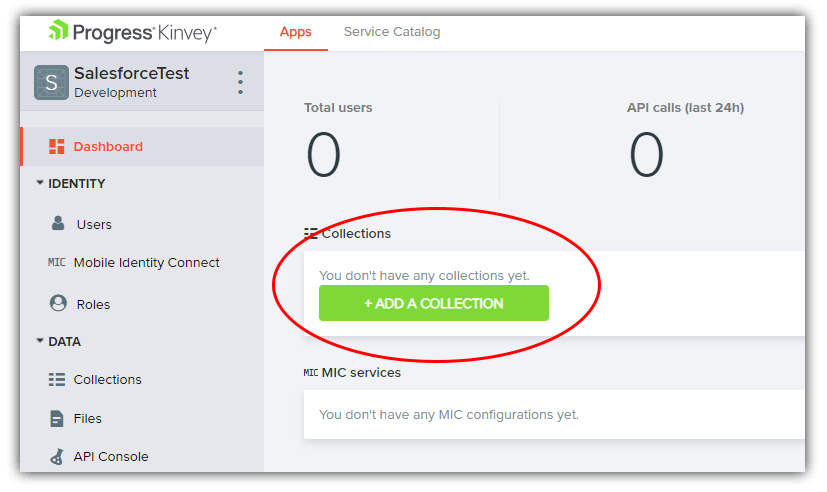 Progress Kinvey
Apps
Service Catalog
S
SalesforceTest
Development
Dashboard
IDENTITY
Users
MIC Mobile Identity Connect
Roles
DATA
Collections
Files
API Console
Total users
0
API calls (last 24h)
0
Collections
You don't have any collections yet.
+ ADD A COLLECTION
MIC MIC services
You don't have any MIC configurations yet.